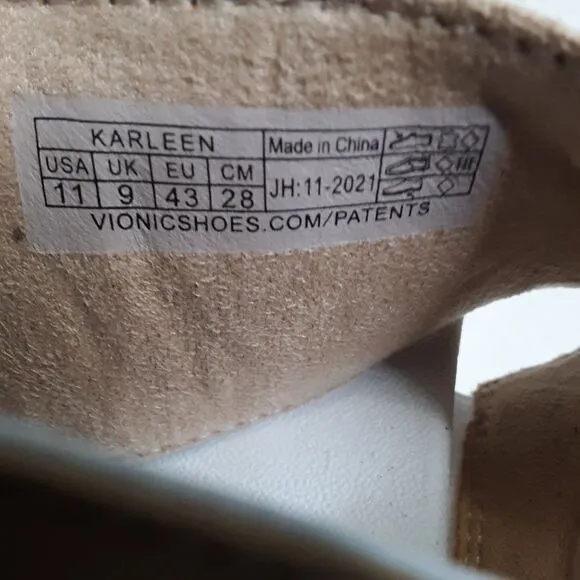 KARLEEN Made in China
USA UK EU CM
11 9 43 28 JH:11-2021
VIONICSHOES.COM/PATENTS